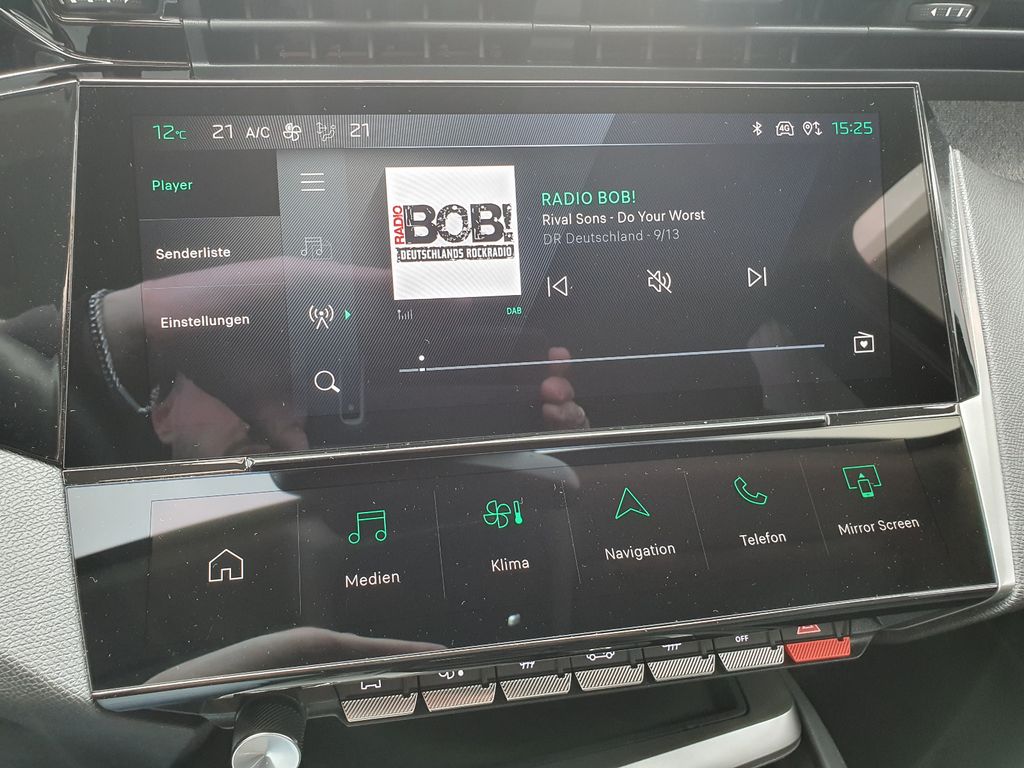 12°C 21 A/C 21 4G 15:25
Player
Senderliste
Einstellungen
RADIO
BOB!
DEUTSCHLANDS ROCKRADIO
DAB
RADIO BOB!
Rival Sons - Do Your Worst
DR Deutschland - 9/13
Medien
Klima
Navigation
Telefon
Mirror Screen
OFF